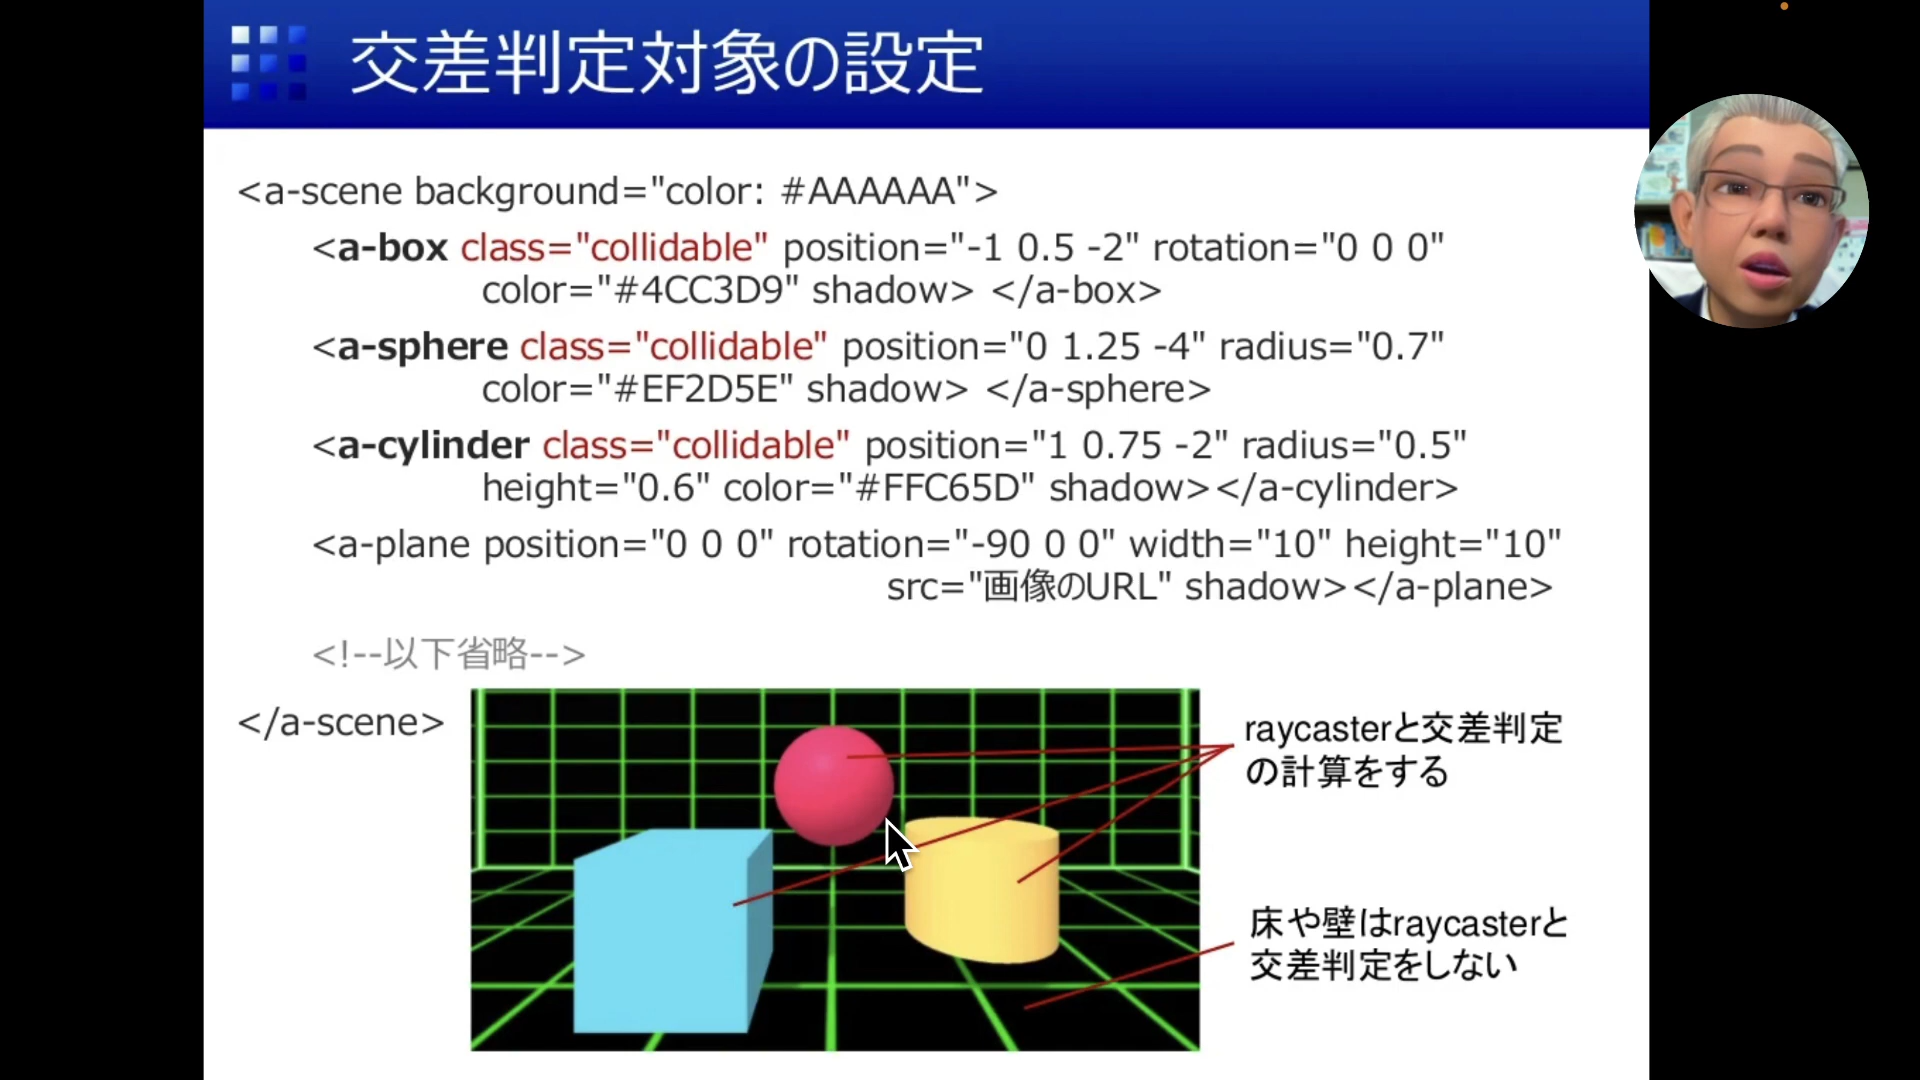 交差判定対象の設定
<a-scene background="color: #AAAAAA">
<a-box class="collidable" position="-1 0.5 -2" rotation="0 0 0"
color="#4CC3D9" shadow> </a-box>
<a-sphere class="collidable" position="0 1.25 -4" radius="0.7"
color="#EF2D5E" shadow> </a-sphere>
<a-cylinder class="collidable" position="1 0.75 -2" radius="0.5"
height="0.6" color="#FFC65D" shadow></a-cylinder>
<a-plane position="0 0 0" rotation="-90 0 0" width="10" height="10"
src="画像のURL" shadow></a-plane>
<!--以下省略-->
</a-scene>
raycasterと交差判定
の計算をする
床や壁はraycasterと
交差判定をしない